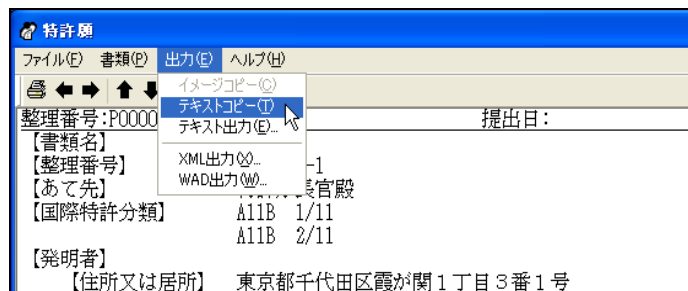 特許願
ファイル(F) 書類(P) 出力(E) ヘルプ(H)
イメージコピー(C)
テキストコピー(T)
テキスト出力(E)...
XML出力(X)...
WAD出力(W)...
整理番号:P0000 提出日:
【書類名】
【整理番号】 -1
【あて先】 長官殿
【国際特許分類】 A11B 1/11
A11B 2/11
【発明者】
【住所又は居所】 東京都千代田区霞が関1丁目3番1号